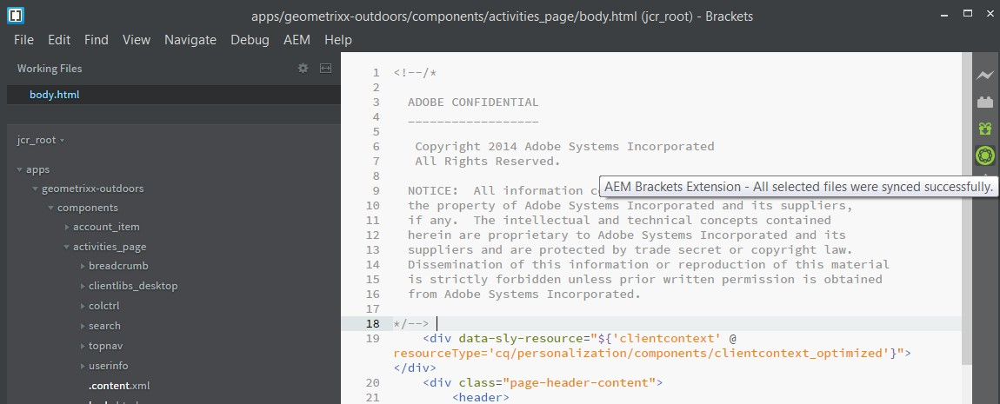 apps/geometrixx-outdoors/components/activities_page/body.html (jcr_root) - Brackets
File Edit Find View Navigate Debug AEM Help
Working Files
body.html
jcr_root
apps
geometrixx-outdoors
components
account_item
activities_page
breadcrumb
clientlibs_desktop
colctrl
search
topnav
userinfo
.content.xml
1 <!--/*
2
3 ADOBE CONFIDENTIAL
4 __________________
5
6 Copyright 2014 Adobe Systems Incorporated
7 All Rights Reserved.
8
AEM Brackets Extension - All selected files were synced successfully.
9 NOTICE: All information
10 the property of Adobe Systems Incorporated and its suppliers,
11 if any. The intellectual and technical concepts contained
12 herein are proprietary to Adobe Systems Incorporated and its
13 suppliers and are protected by trade secret or copyright law.
14 Dissemination of this information or reproduction of this material
15 is strictly forbidden unless prior written permission is obtained
16 from Adobe Systems Incorporated.
17
18 */-->
19 <div data-sly-resource="${'clientcontext' @
resourceType='cq/personalization/components/clientcontext_optimized'}">
</div>
20 <div class="page-header-content">
21 <header>